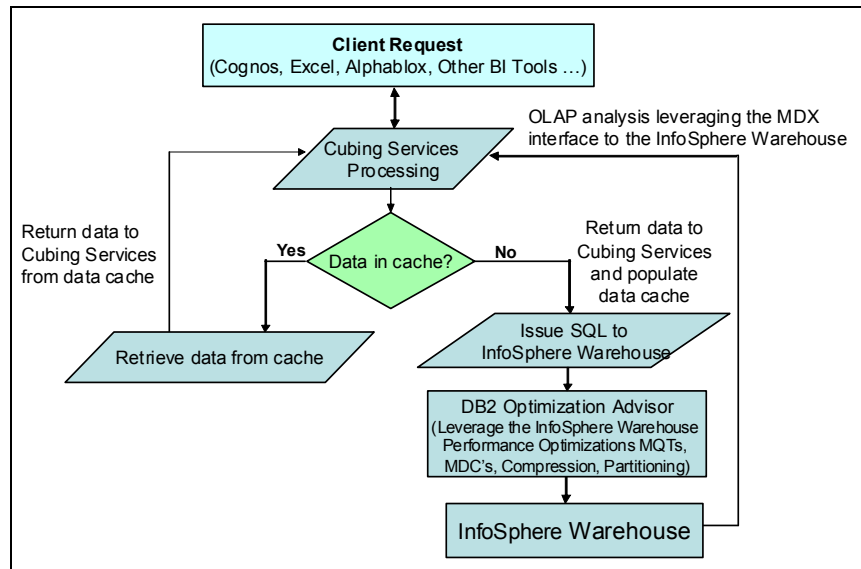 Client Request
(Cognos, Excel, Alphablox, Other BI Tools …)
OLAP analysis leveraging the MDX
interface to the InfoSphere Warehouse
Cubing Services
Processing
Return data to
Cubing Services
from data cache
Yes
Data in cache?
No
Return data to
Cubing Services
and populate
data cache
Retrieve data from cache
Issue SQL to
InfoSphere Warehouse
DB2 Optimization Advisor
(Leverage the InfoSphere Warehouse
Performance Optimizations MQTs,
MDC's, Compression, Partitioning)
InfoSphere Warehouse